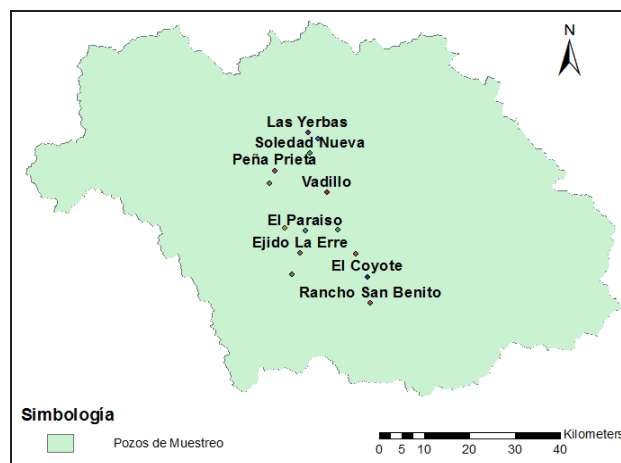 N
Las Yerbas
Soledad Nueva
Peña Prieta
Vadillo
El Paraiso
Ejido La Erre
El Coyote
Rancho San Benito
Simbología
Pozos de Muestreo
Kilometers
0 5 10 20 30 40